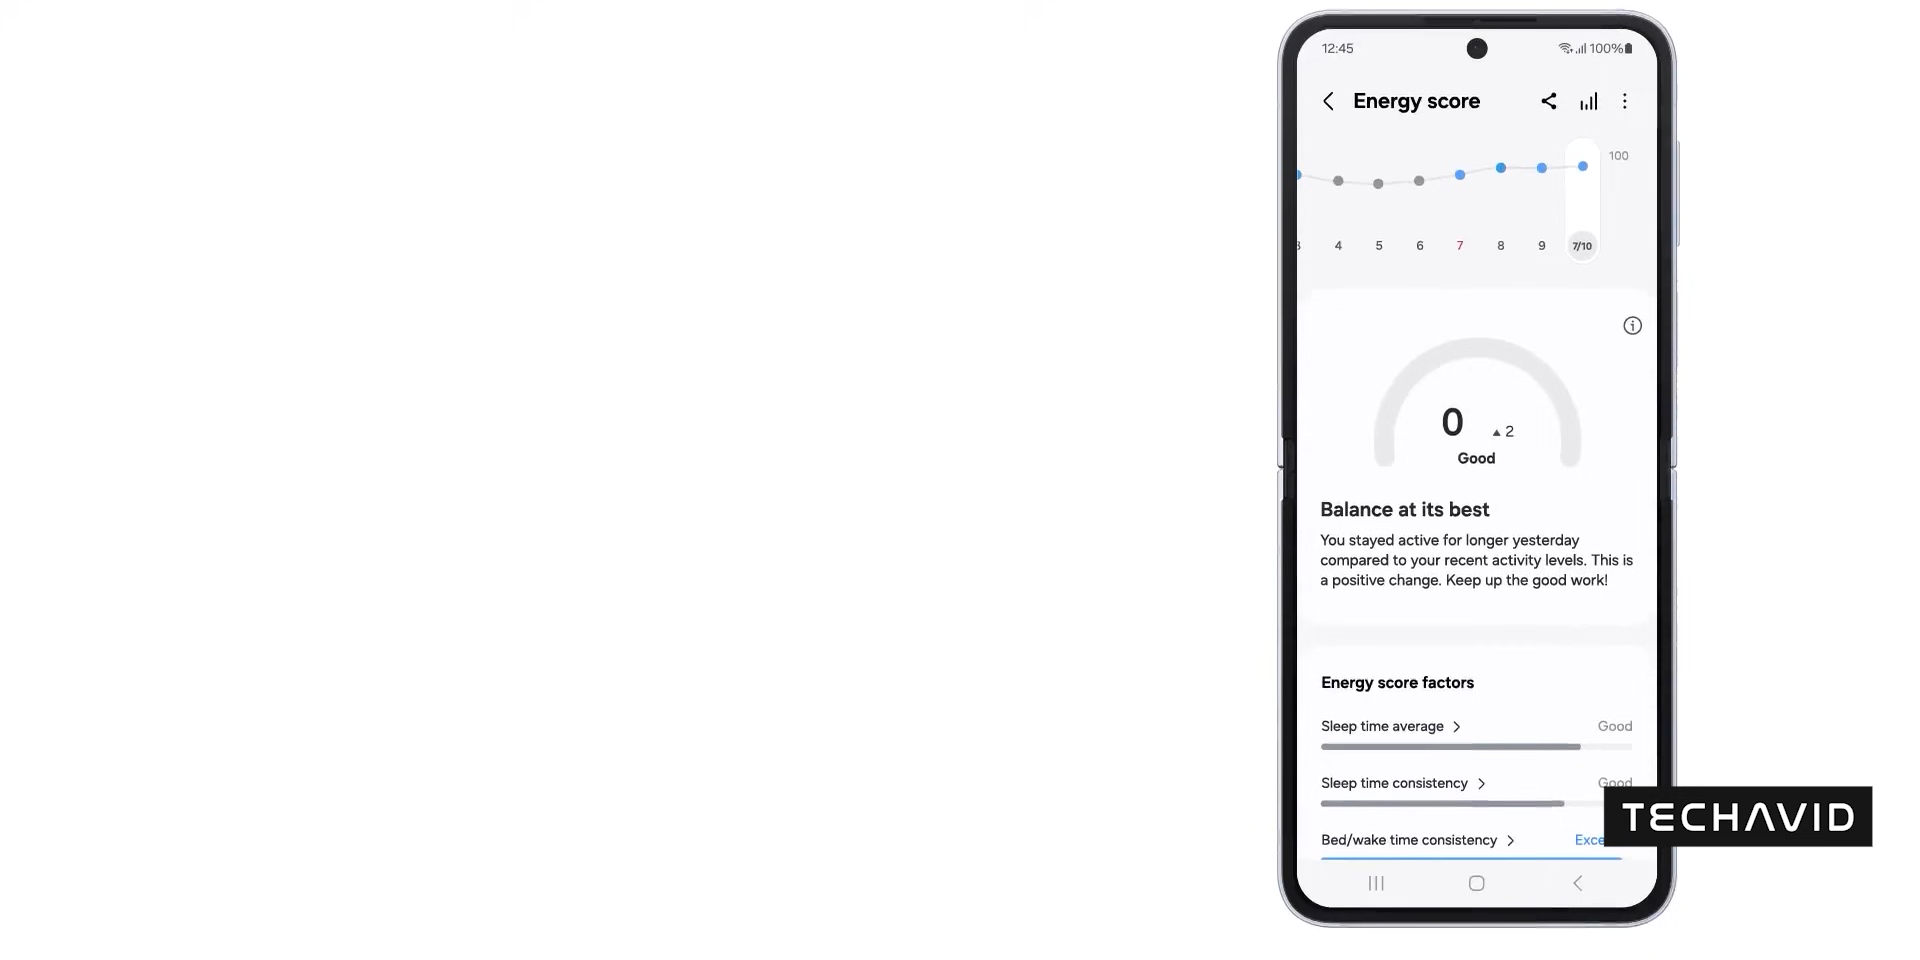 12:45
100%
Energy score
100
4 5 6 7 8 9 7/10
0 ▲ 2
Good
Balance at its best
You stayed active for longer yesterday
compared to your recent activity levels. This is
a positive change. Keep up the good work!
Energy score factors
Sleep time average > Good
Sleep time consistency > Good
Bed/wake time consistency > Exce
TECHAVID